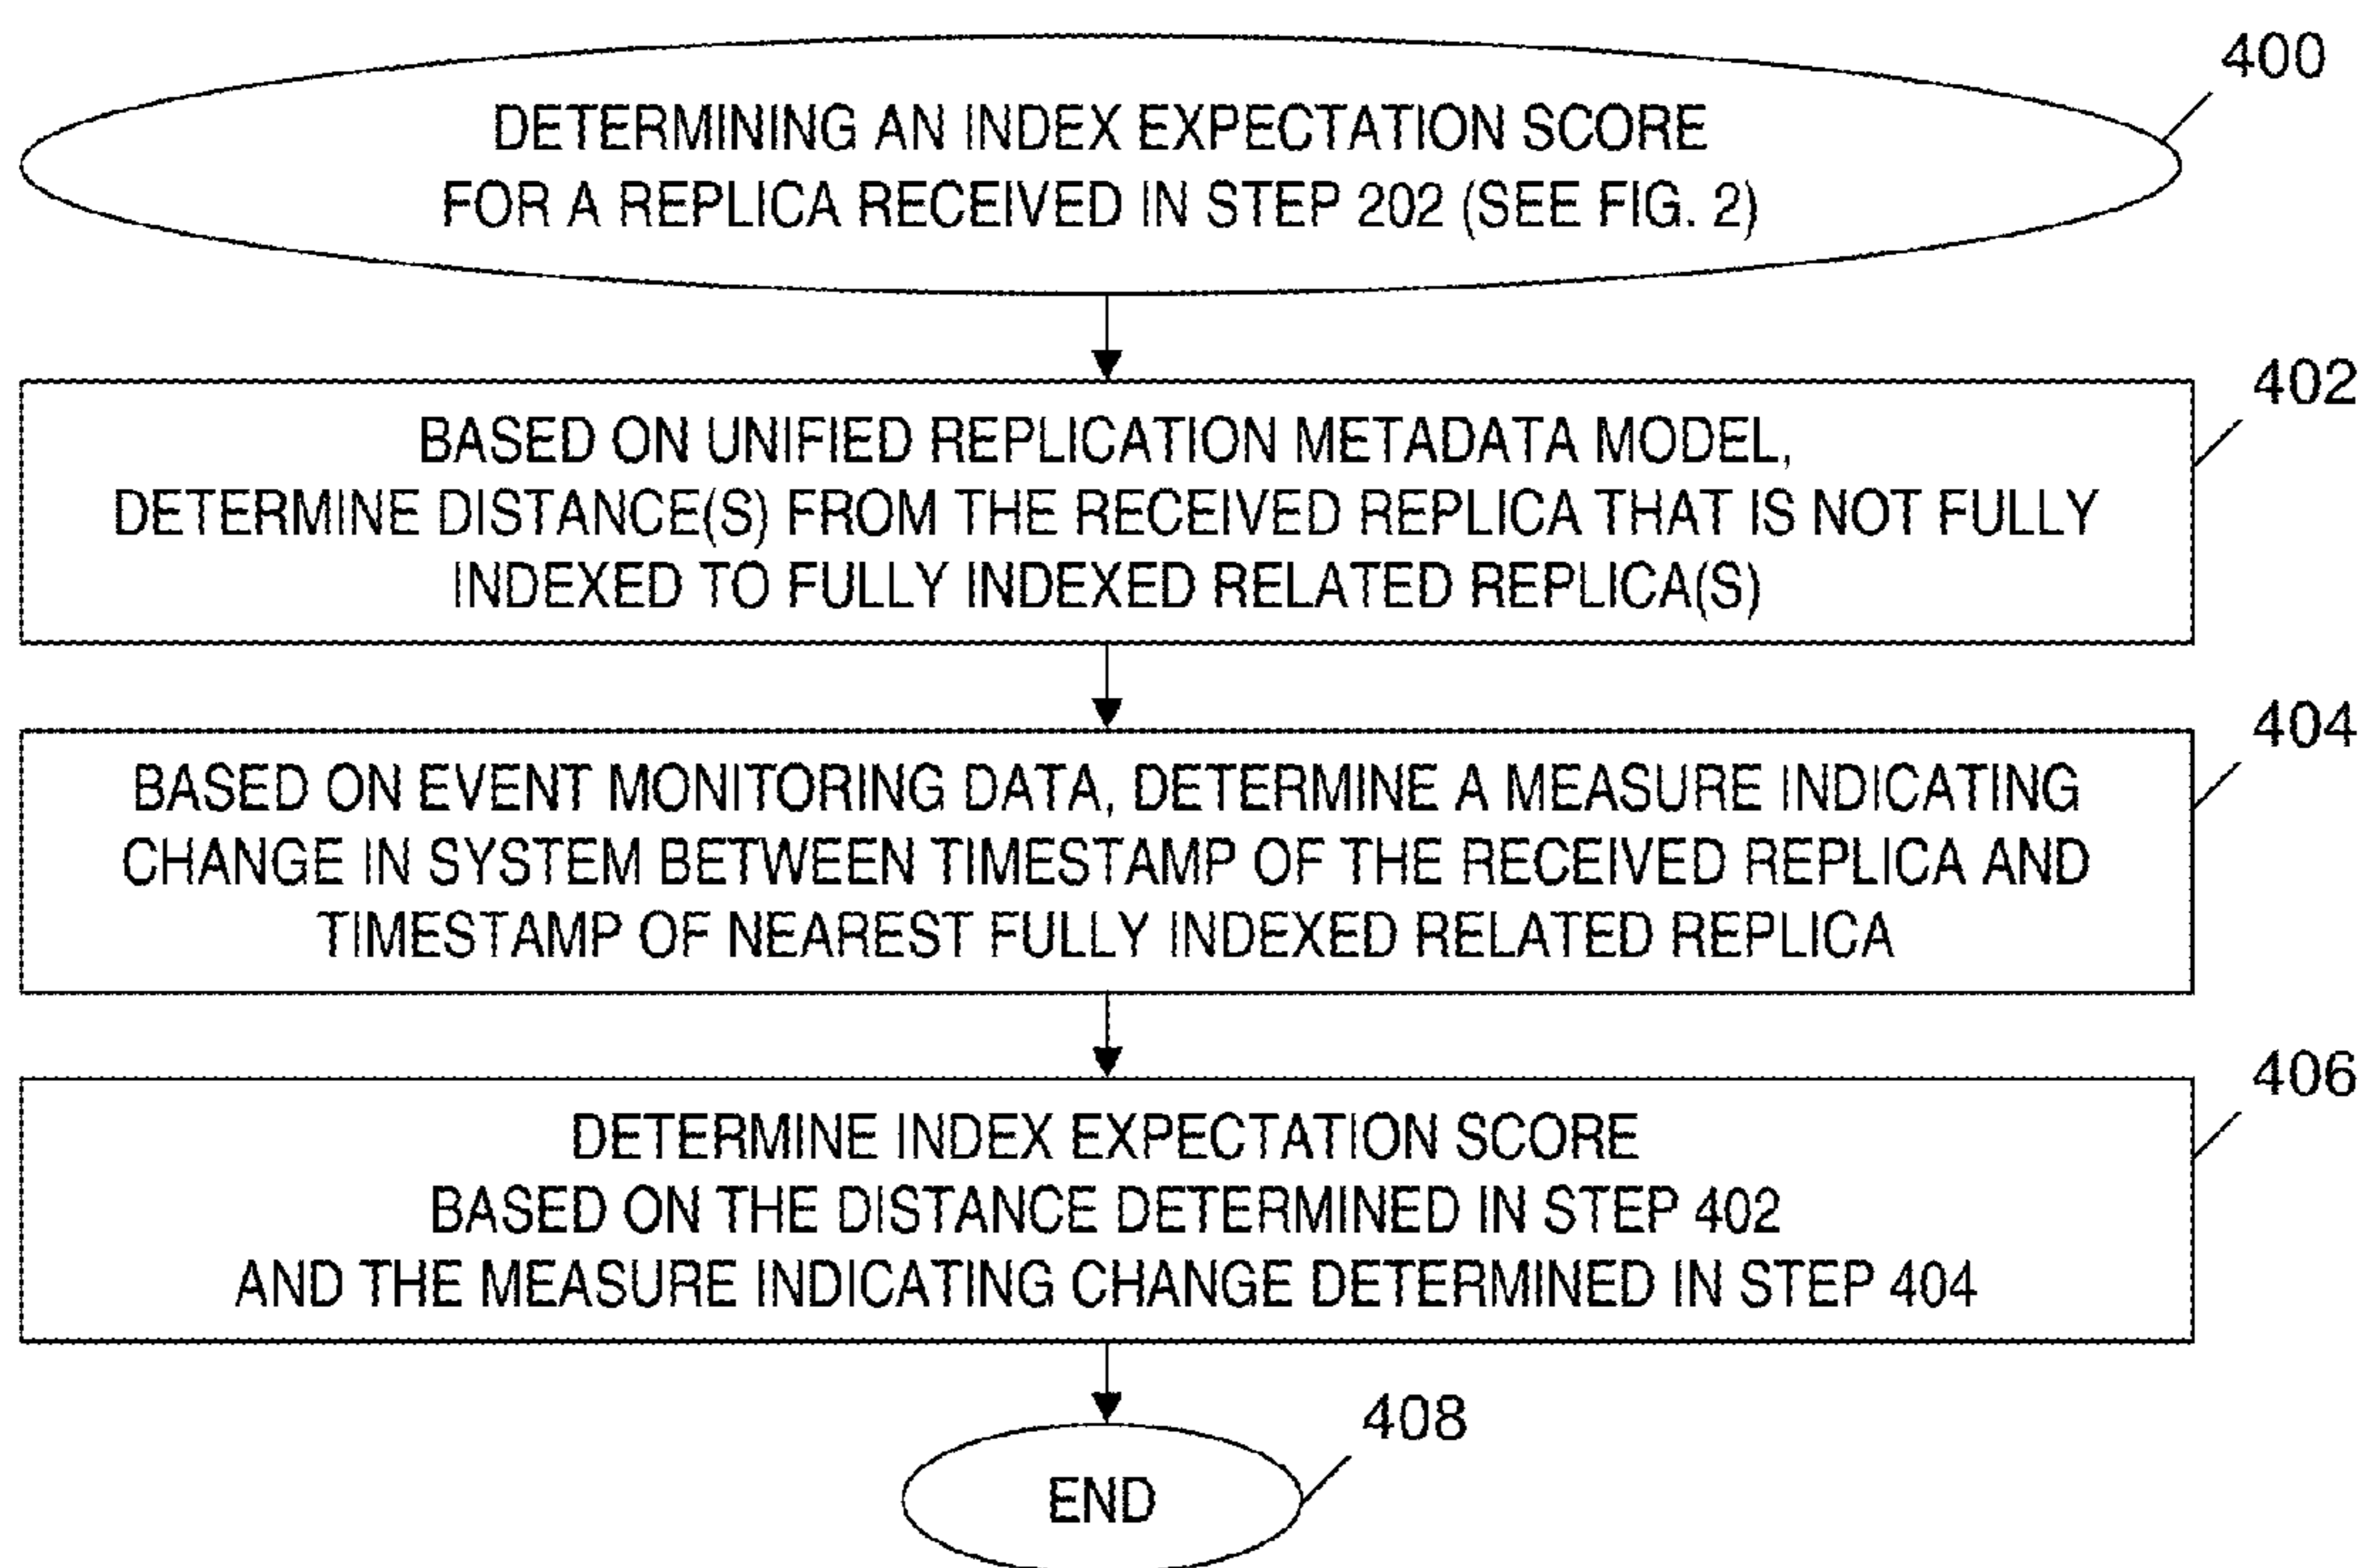 400
DETERMINING AN INDEX EXPECTATION SCORE
FOR A REPLICA RECEIVED IN STEP 202 (SEE FIG. 2)
402
BASED ON UNIFIED REPLICATION METADATA MODEL,
DETERMINE DISTANCE(S) FROM THE RECEIVED REPLICA THAT IS NOT FULLY
INDEXED TO FULLY INDEXED RELATED REPLICA(S)
404
BASED ON EVENT MONITORING DATA, DETERMINE A MEASURE INDICATING
CHANGE IN SYSTEM BETWEEN TIMESTAMP OF THE RECEIVED REPLICA AND
TIMESTAMP OF NEAREST FULLY INDEXED RELATED REPLICA
406
DETERMINE INDEX EXPECTATION SCORE
BASED ON THE DISTANCE DETERMINED IN STEP 402
AND THE MEASURE INDICATING CHANGE DETERMINED IN STEP 404
408
END